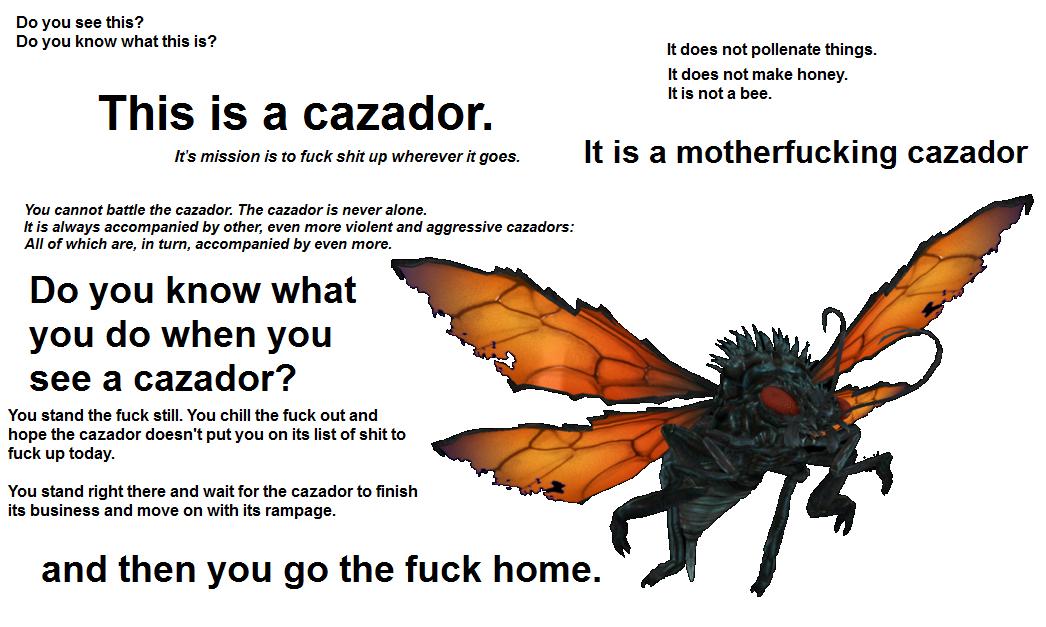 Do you see this?
Do you know what this is?
This is a cazador.
It's mission is to fuck shit up wherever it goes.
It does not pollenate things.
It does not make honey.
It is not a bee.
It is a motherfucking cazador
You cannot battle the cazador. The cazador is never alone.
It is always accompanied by other, even more violent and aggressive cazadors:
All of which are, in turn, accompanied by even more.
Do you know what
you do when you
see a cazador?
You stand the fuck still. You chill the fuck out and
hope the cazador doesn't put you on its list of shit to
fuck up today.
You stand right there and wait for the cazador to finish
its business and move on with its rampage.
and then you go the fuck home.